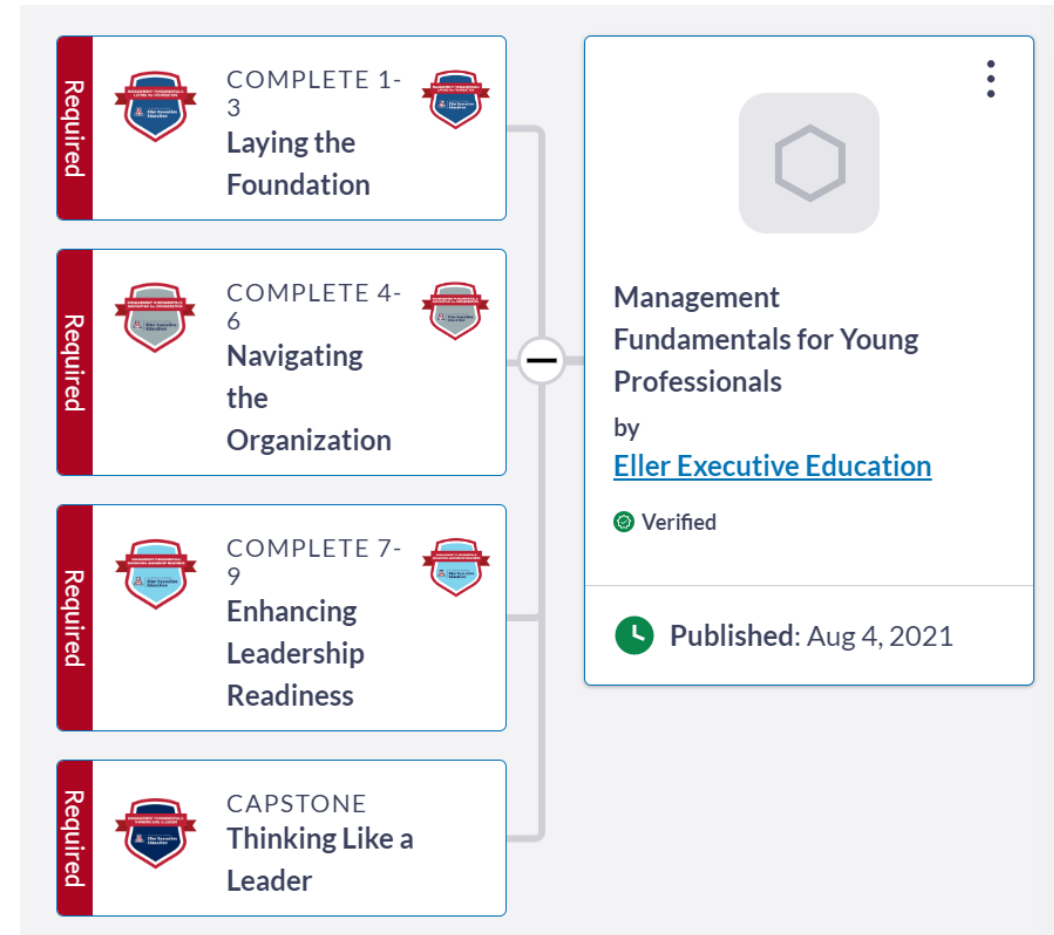 Required
COMPLETE 1-
3
Laying the
Foundation
Required
COMPLETE 4-
6
Navigating
the
Organization
Required
COMPLETE 7-
9
Enhancing
Leadership
Readiness
Required
CAPSTONE
Thinking Like a
Leader
Management
Fundamentals for Young
Professionals
by
Eller Executive Education
Verified
Published: Aug 4, 2021